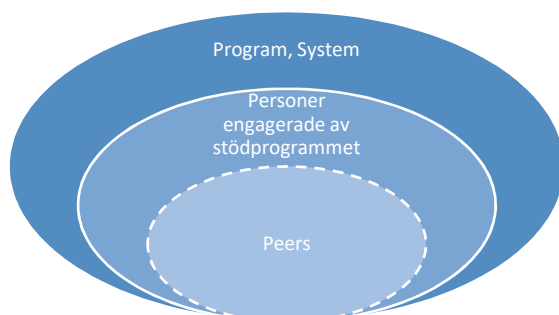 Program, System
Personer
engagerade av
stödprogrammet
Peers